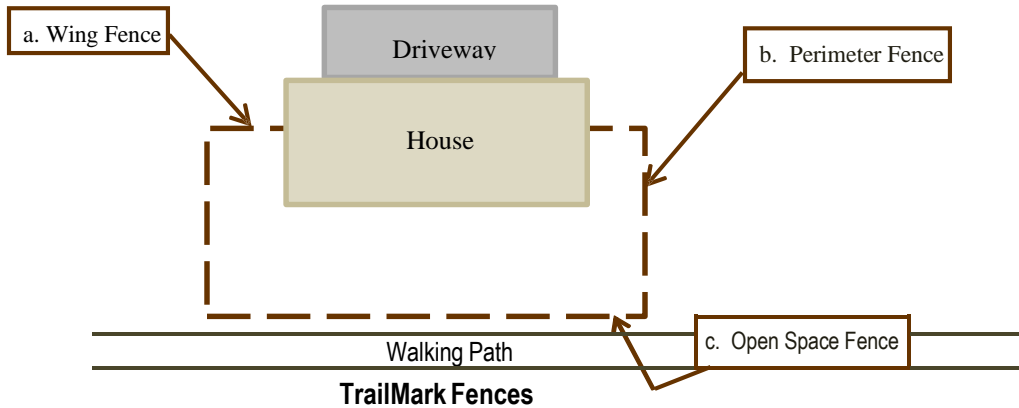 a. Wing Fence
Driveway
b. Perimeter Fence
House
c. Open Space Fence
Walking Path
TrailMark Fences